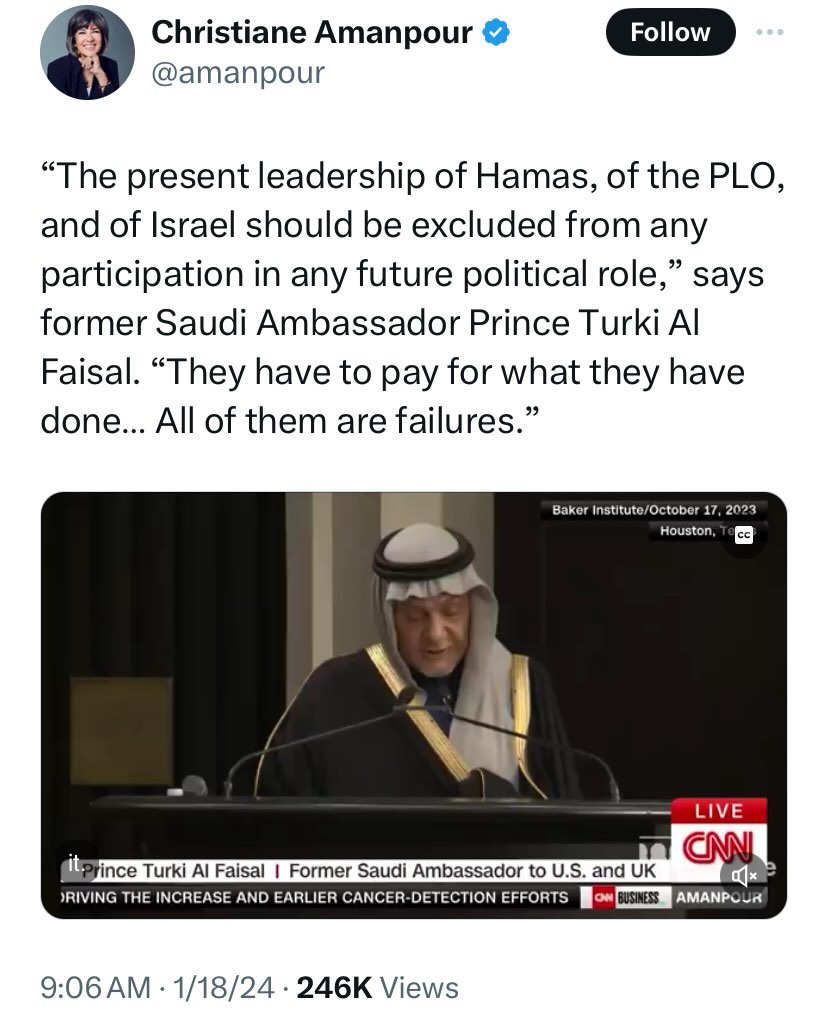 Christiane Amanpour
Follow
@amanpour
“The present leadership of Hamas, of the PLO,
and of Israel should be excluded from any
participation in any future political role,” says
former Saudi Ambassador Prince Turki Al
Faisal. “They have to pay for what they have
done... All of them are failures.”
Baker Institute/October 17, 2023
Houston,
CC
LIVE
CNN
it.
Prince Turki Al Faisal | Former Saudi Ambassador to U.S. and UK
DRIVING THE INCREASE AND EARLIER CANCER-DETECTION EFFORTS
CNN BUSINESS
AMANPOUR
9:06 AM · 1/18/24 · 246K Views